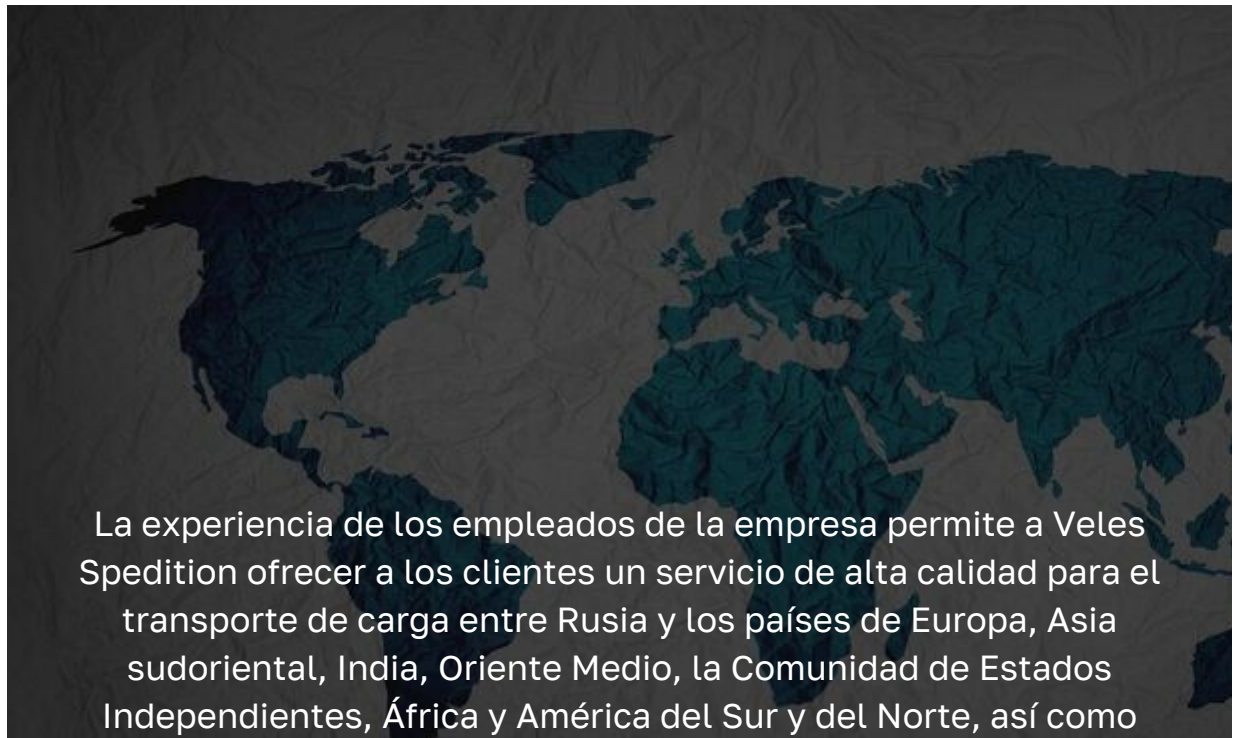 La experiencia de los empleados de la empresa permite a Veles
Spedition ofrecer a los clientes un servicio de alta calidad para el
transporte de carga entre Rusia y los países de Europa, Asia
sudoriental, India, Oriente Medio, la Comunidad de Estados
Independientes, África y América del Sur y del Norte, así como